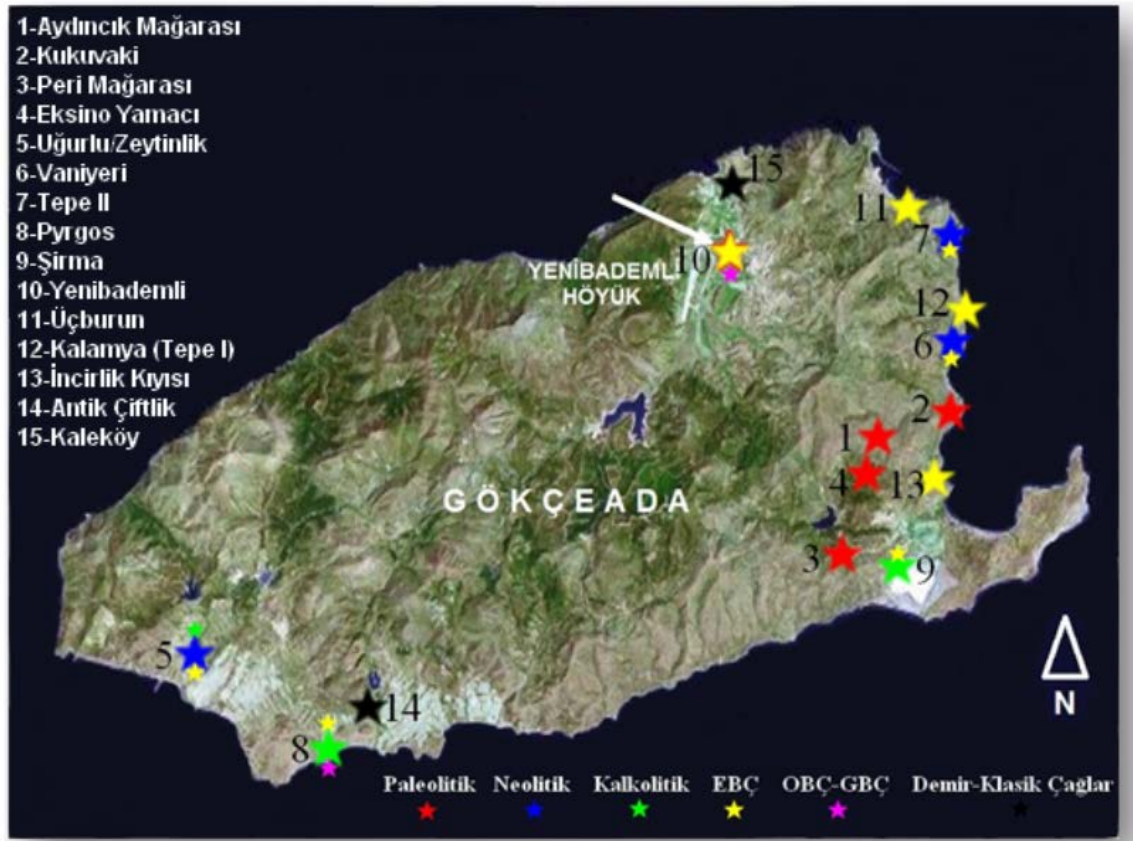 1-Aydıncık Mağarası
2-Kukuvaki
3-Peri Mağarası
4-Eksino Yamacı
5-Uğurlu/Zeytinlik
6-Vaniyeri
7-Tepe II
8-Pyrgos
9-Şirma
10-Yenibademli
11-Üçburun
12-Kalamya (Tepe I)
13-İncirlik Kıyısı
14-Antik Çiftlik
15-Kaleköy
15
11
7
10
YENİBADEMLİ
HÖYÜK
12
6
2
1
4
13
GÖKÇEADA
3
9
5
14
8
N
Paleolitik Neolitik Kalkolitik EBÇ OBÇ-GBÇ Demir-Klasik Çağlar